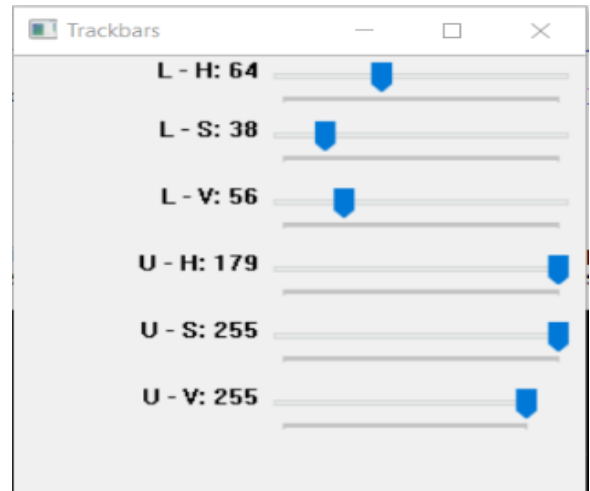 Trackbars
L - H: 64
L - S: 38
L - V: 56
U - H: 179
U - S: 255
U - V: 255